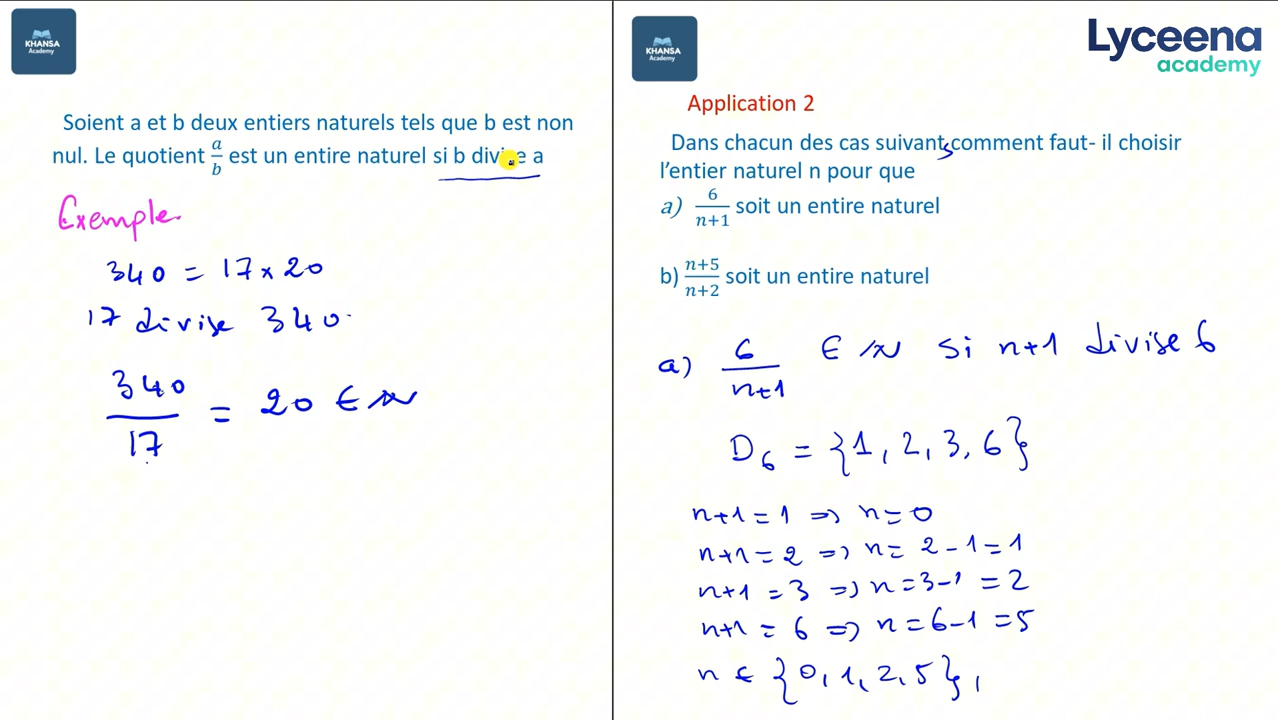 KHANSA
Academy
Soient a et b deux entiers naturels tels que b est non
nul. Le quotient a/b est un entire naturel si b divise a
Exemple.
340 = 17 x 20
17 divise 340.
340/17 = 20 ∈ ℕ
KHANSA
Academy
Lyceena
academy
Application 2
Dans chacun des cas suivants comment faut- il choisir
l'entier naturel n pour que
a) 6/(n+1) soit un entire naturel
b) (n+5)/(n+2) soit un entire naturel
a) 6/(n+1) ∈ ℕ si n+1 divise 6
D6 = {1, 2, 3, 6}
n+1 = 1 => n = 0
n+1 = 2 => n = 2-1 = 1
n+1 = 3 => n = 3-1 = 2
n+1 = 6 => n = 6-1 = 5
n ∈ {0, 1, 2, 5},